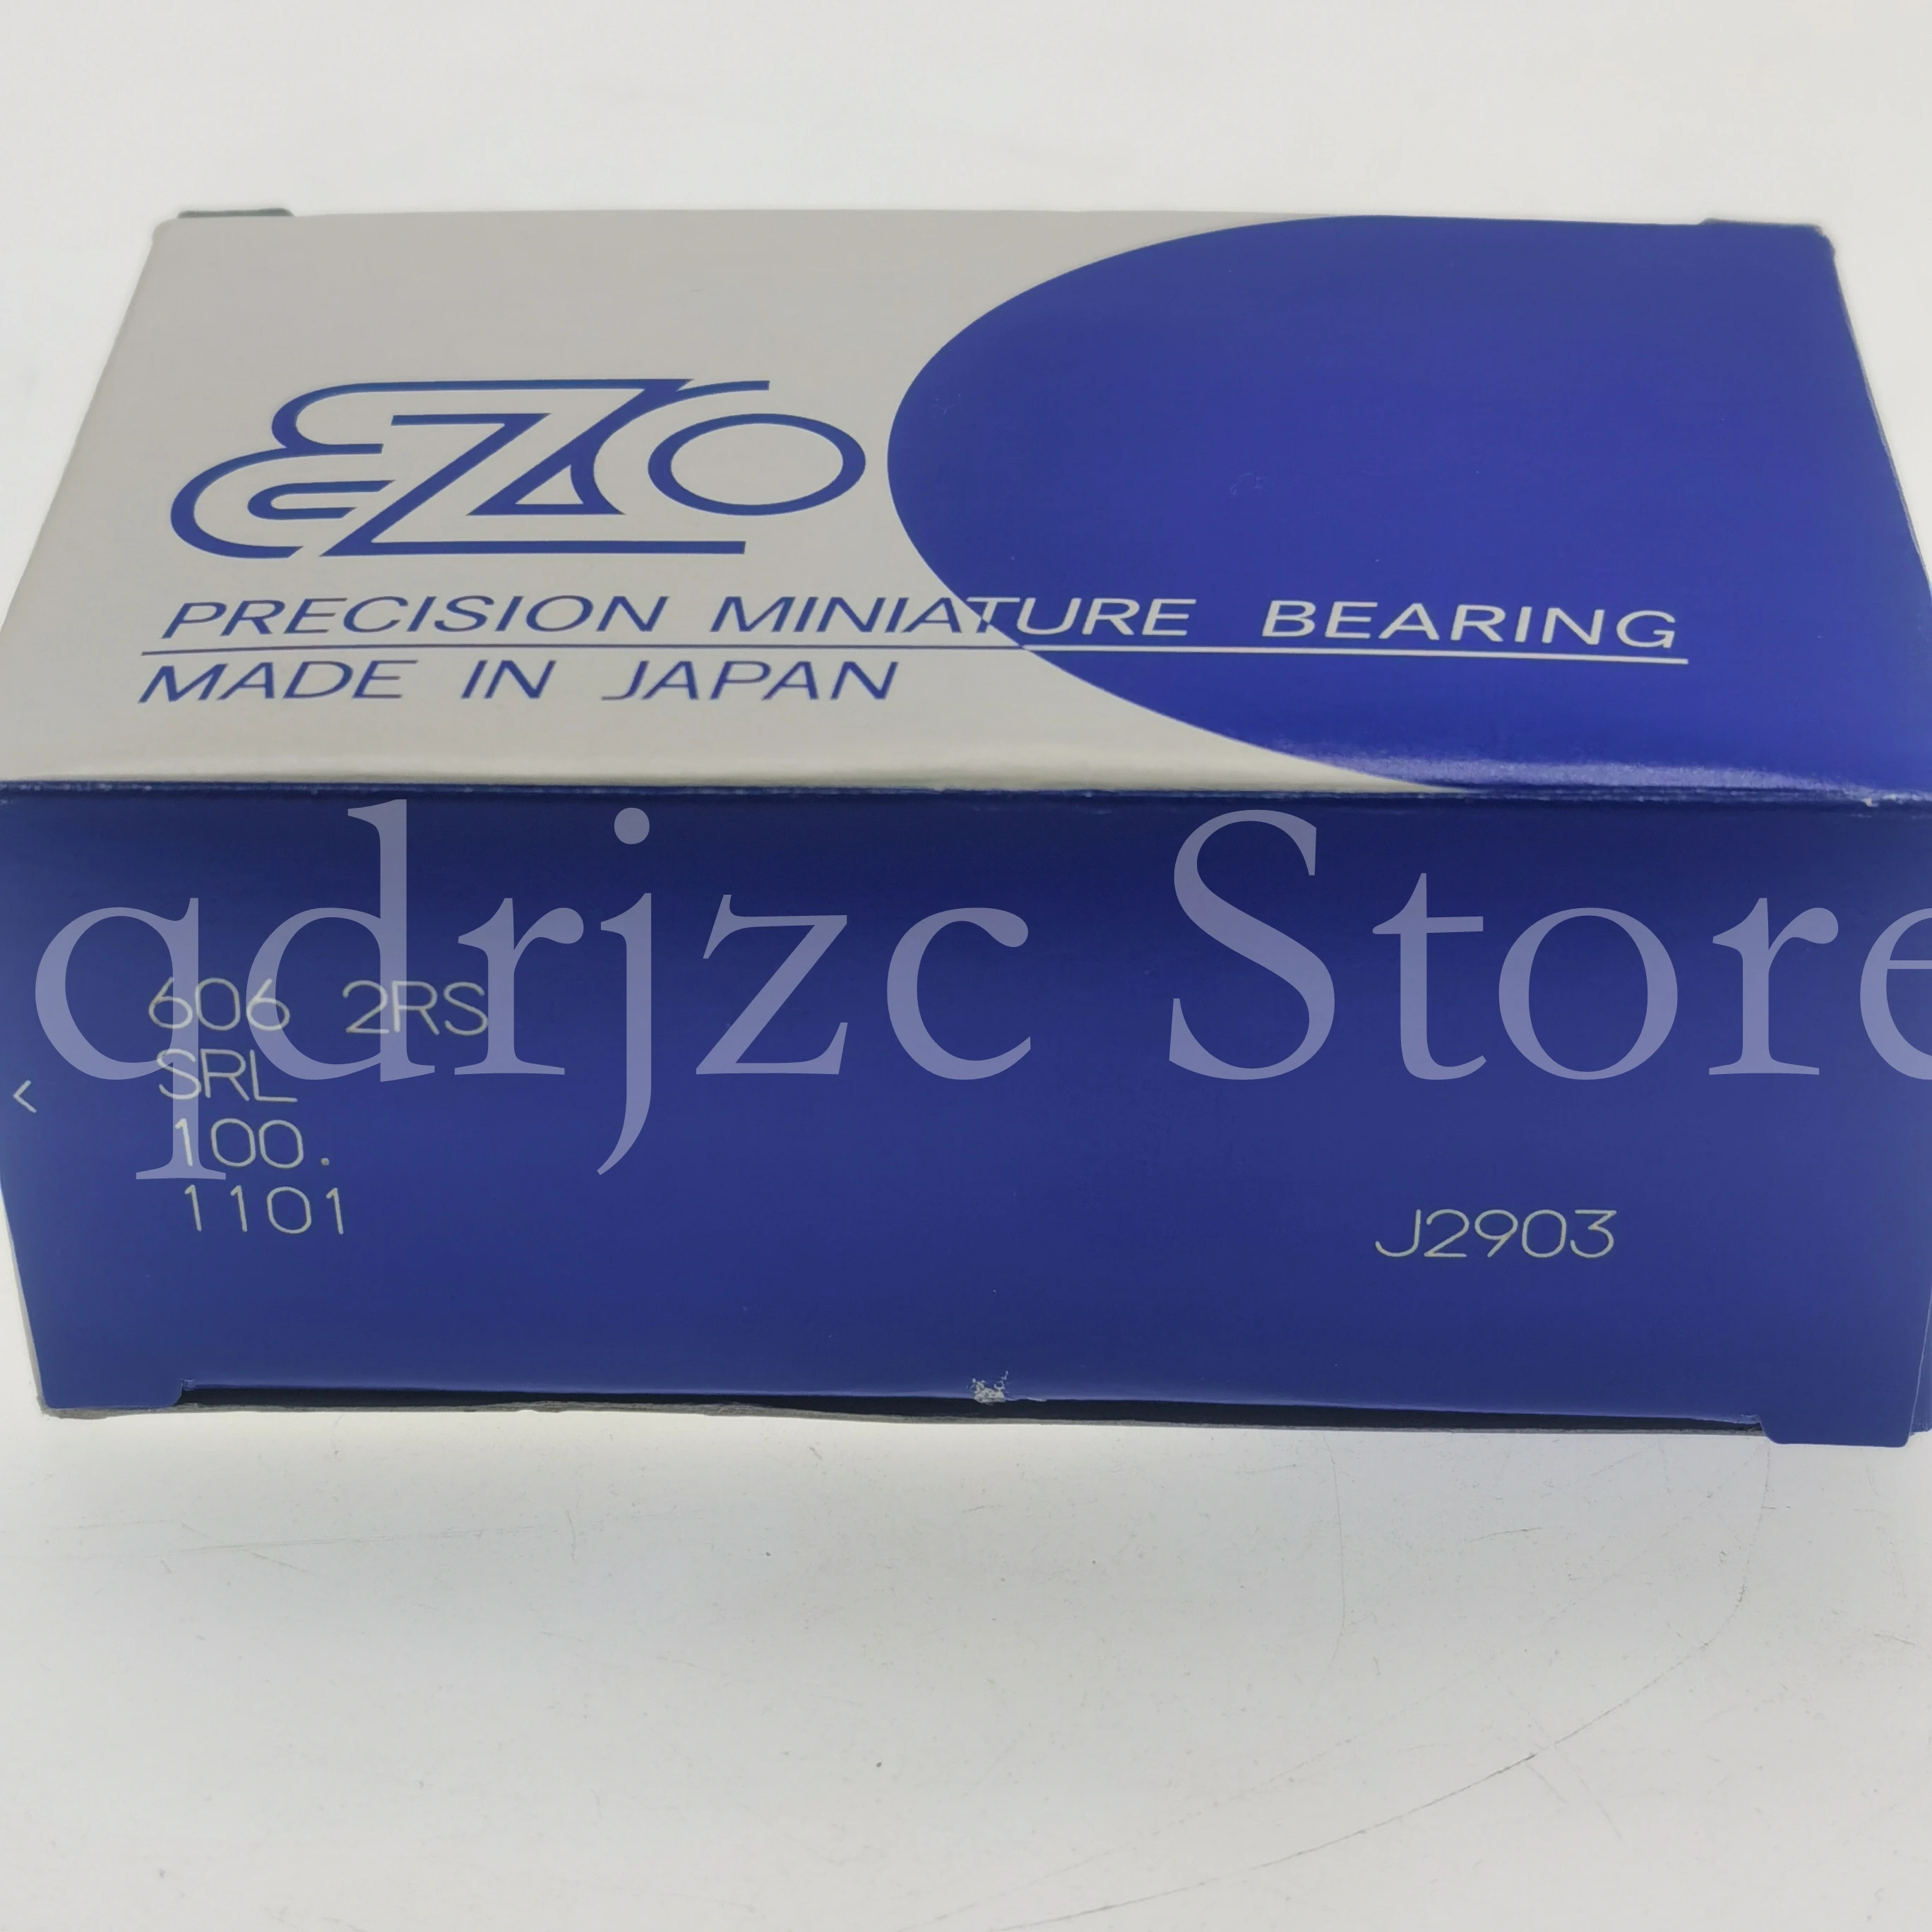 EZO
PRECISION MINIATURE BEARING
MADE IN JAPAN
qdrjzc Store
606 2RS
SRL
<
100.
1101
J2903